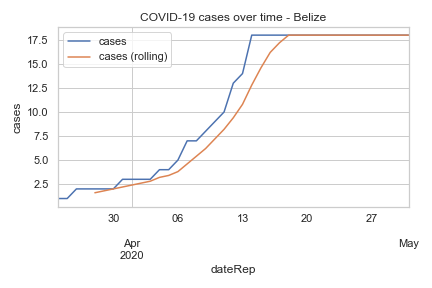 COVID-19 cases over time - Belize
cases
cases (rolling)
17.5
15.0
12.5
10.0
7.5
5.0
2.5
cases
30
06
13
20
27
Apr
2020
May
dateRep